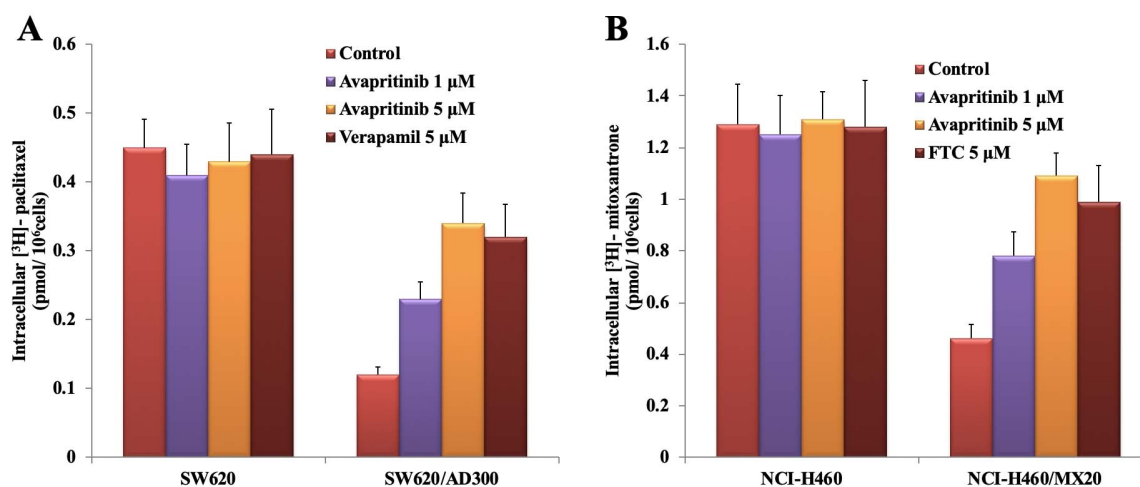 A
Intracellular [³H]- paclitaxel
(pmol/ 10⁶cells)
0.6
0.5
0.4
0.3
0.2
0.1
0
Control
Avapritinib 1 µM
Avapritinib 5 µM
Verapamil 5 µM
SW620
SW620/AD300
B
Intracellular [³H]- mitoxantrone
(pmol/ 10⁶cells)
1.6
1.4
1.2
1
0.8
0.6
0.4
0.2
0
Control
Avapritinib 1 µM
Avapritinib 5 µM
FTC 5 µM
NCI-H460
NCI-H460/MX20